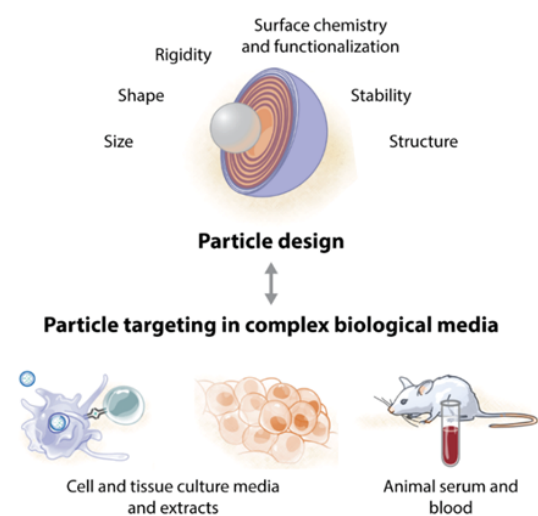 Surface chemistry
and functionalization
Rigidity
Shape
Stability
Size
Structure
Particle design
Particle targeting in complex biological media
Cell and tissue culture media
and extracts
Animal serum and
blood